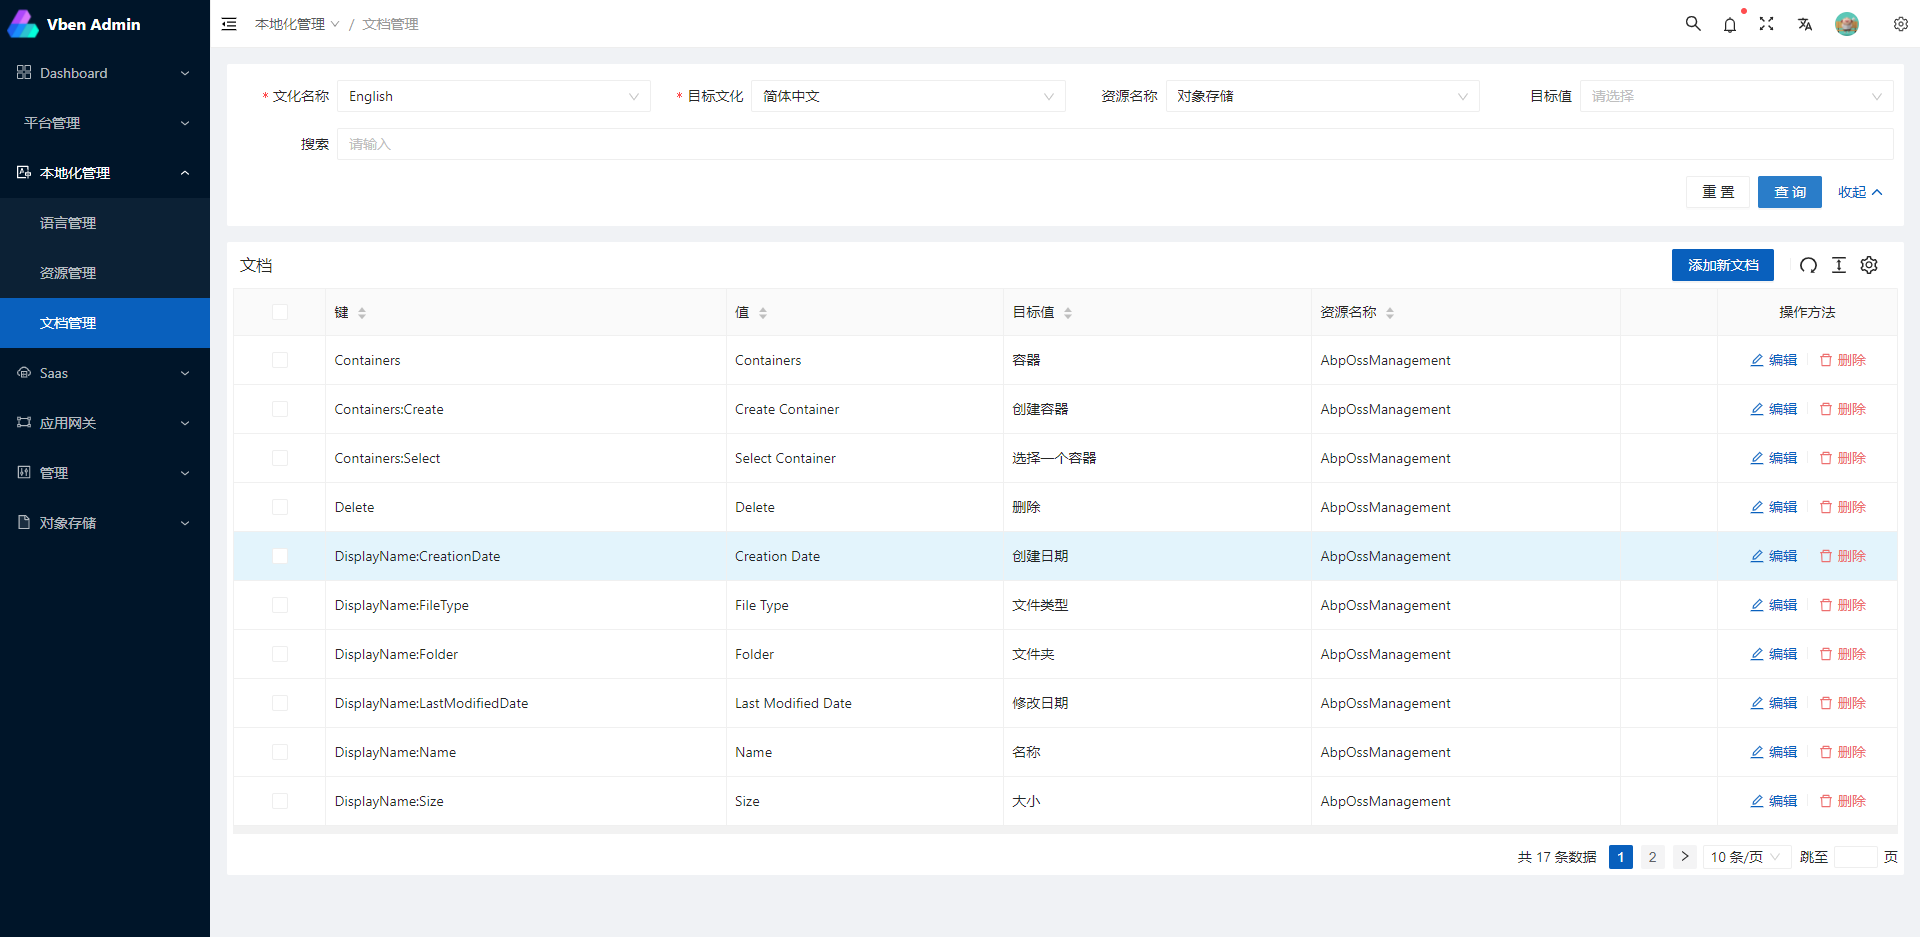 Vben Admin
本地化管理 / 文档管理
Dashboard
平台管理
本地化管理
语言管理
资源管理
文档管理
Saas
应用网关
管理
对象存储
* 文化名称 English * 目标文化 简体中文 资源名称 对象存储 目标值 请选择
搜索 请输入
重 置 查 询 收起
文档 添加新文档
键 值 目标值 资源名称 操作方法
Containers Containers 容器 AbpOssManagement 编辑 删除
Containers:Create Create Container 创建容器 AbpOssManagement 编辑 删除
Containers:Select Select Container 选择一个容器 AbpOssManagement 编辑 删除
Delete Delete 删除 AbpOssManagement 编辑 删除
DisplayName:CreationDate Creation Date 创建日期 AbpOssManagement 编辑 删除
DisplayName:FileType File Type 文件类型 AbpOssManagement 编辑 删除
DisplayName:Folder Folder 文件夹 AbpOssManagement 编辑 删除
DisplayName:LastModifiedDate Last Modified Date 修改日期 AbpOssManagement 编辑 删除
DisplayName:Name Name 名称 AbpOssManagement 编辑 删除
DisplayName:Size Size 大小 AbpOssManagement 编辑 删除
共 17 条数据 1 2 > 10 条/页 跳至 页